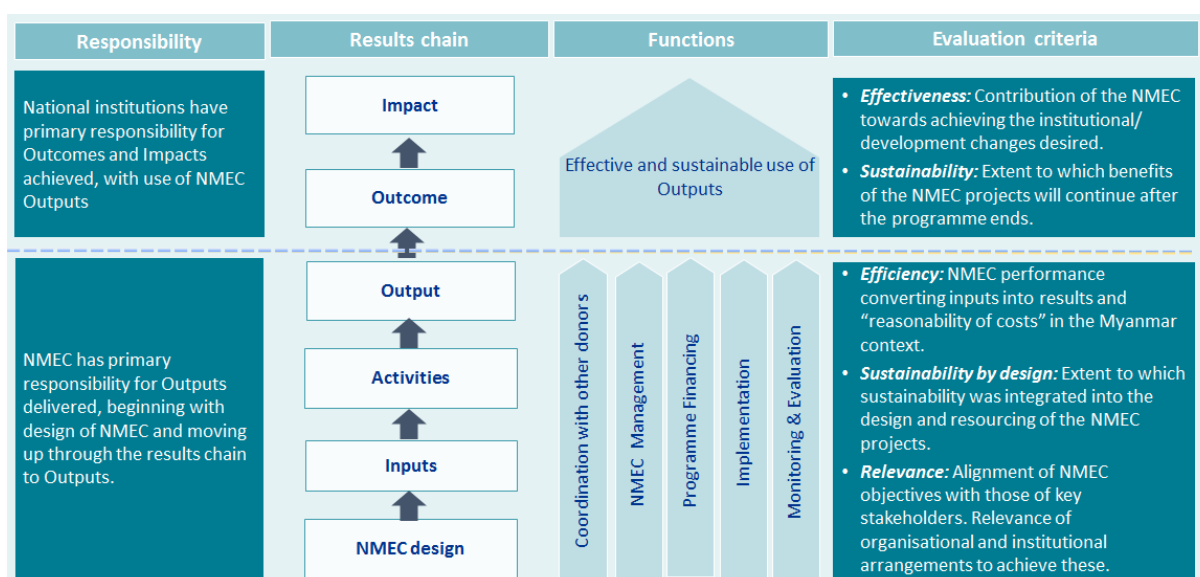 Responsibility
Results chain
Functions
Evaluation criteria
National institutions have
primary responsibility for
Outcomes and Impacts
achieved, with use of NMEC
Outputs
Impact
Outcome
Effective and sustainable use of
Outputs
• Effectiveness: Contribution of the NMEC
towards achieving the institutional/
development changes desired.
• Sustainability: Extent to which benefits
of the NMEC projects will continue after
the programme ends.
NMEC has primary
responsibility for Outputs
delivered, beginning with
design of NMEC and moving
up through the results chain
to Outputs.
Output
Activities
Inputs
NMEC design
Coordination with other donors
NMEC Management
Programme Financing
Implementation
Monitoring & Evaluation
• Efficiency: NMEC performance
converting inputs into results and
“reasonability of costs” in the Myanmar
context.
• Sustainability by design: Extent to which
sustainability was integrated into the
design and resourcing of the NMEC
projects.
• Relevance: Alignment of NMEC
objectives with those of key
stakeholders. Relevance of
organisational and institutional
arrangements to achieve these.